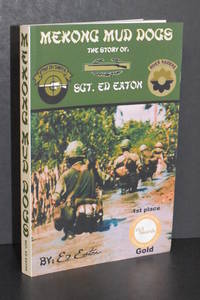 MEKONG MUD DOGS
THE STORY OF:
SGT. ED EATON
1st place
Gold
BY: Ed Eaton
MEKONG MUD DOGS